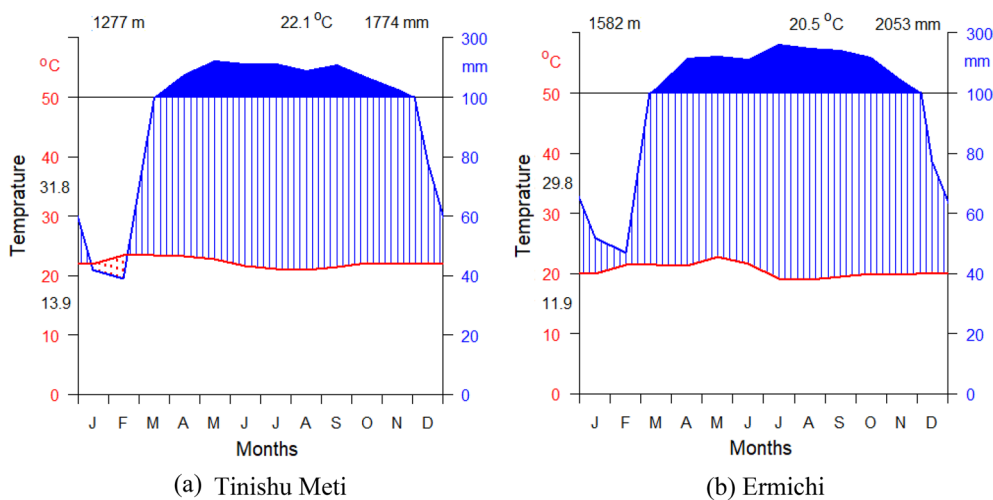 1277 m 22.1 °C 1774 mm
300
°C
mm
50
100
40
80
31.8
30
60
20
40
13.9
10
20
0
0
Temprature
J F M A M J J A S O N D
Months
(a) Tinishu Meti
1582 m 20.5 °C 2053 mm
300
°C
mm
50
100
40
80
29.8
30
60
20
40
11.9
10
20
0
0
Temprature
J F M A M J J A S O N D
Months
(b) Ermichi